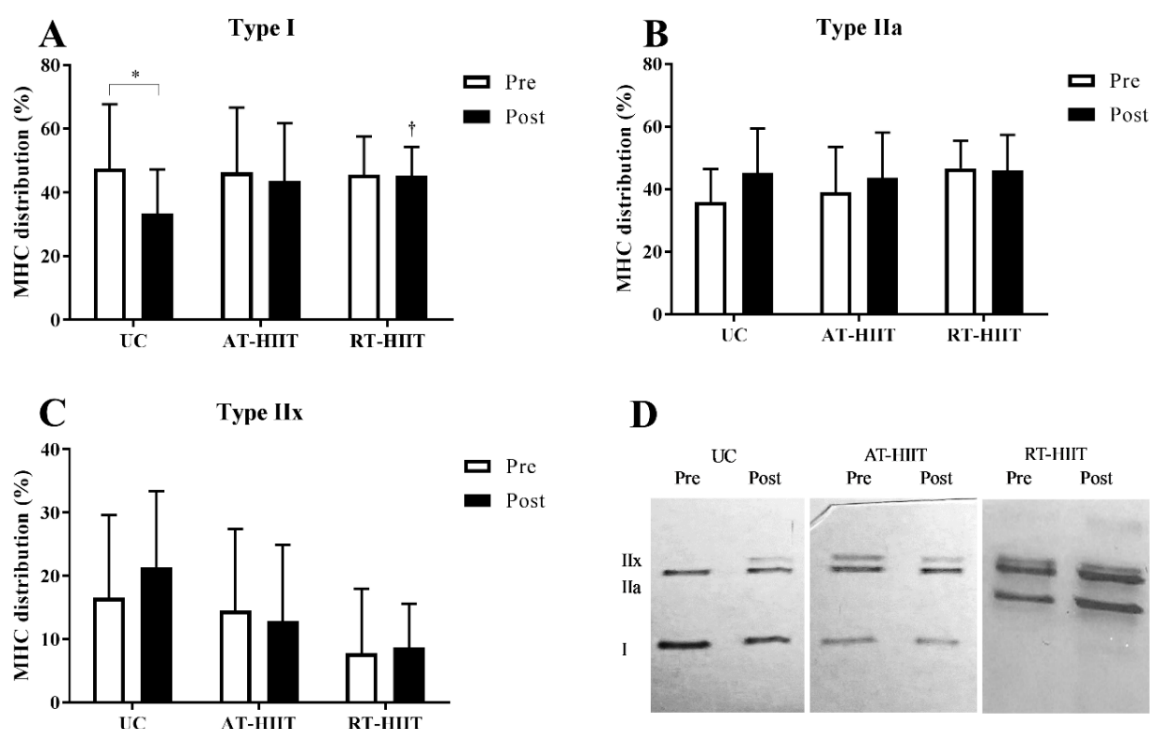 A
Type I
MHC distribution (%)
80
60
40
20
0
*
†
Pre
Post
UC
AT-HIIT
RT-HIIT
B
Type IIa
MHC distribution (%)
80
60
40
20
0
Pre
Post
UC
AT-HIIT
RT-HIIT
C
Type IIx
MHC distribution (%)
40
30
20
10
0
Pre
Post
UC
AT-HIIT
RT-HIIT
D
UC AT-HIIT RT-HIIT
Pre Post Pre Post Pre Post
IIx
IIa
I